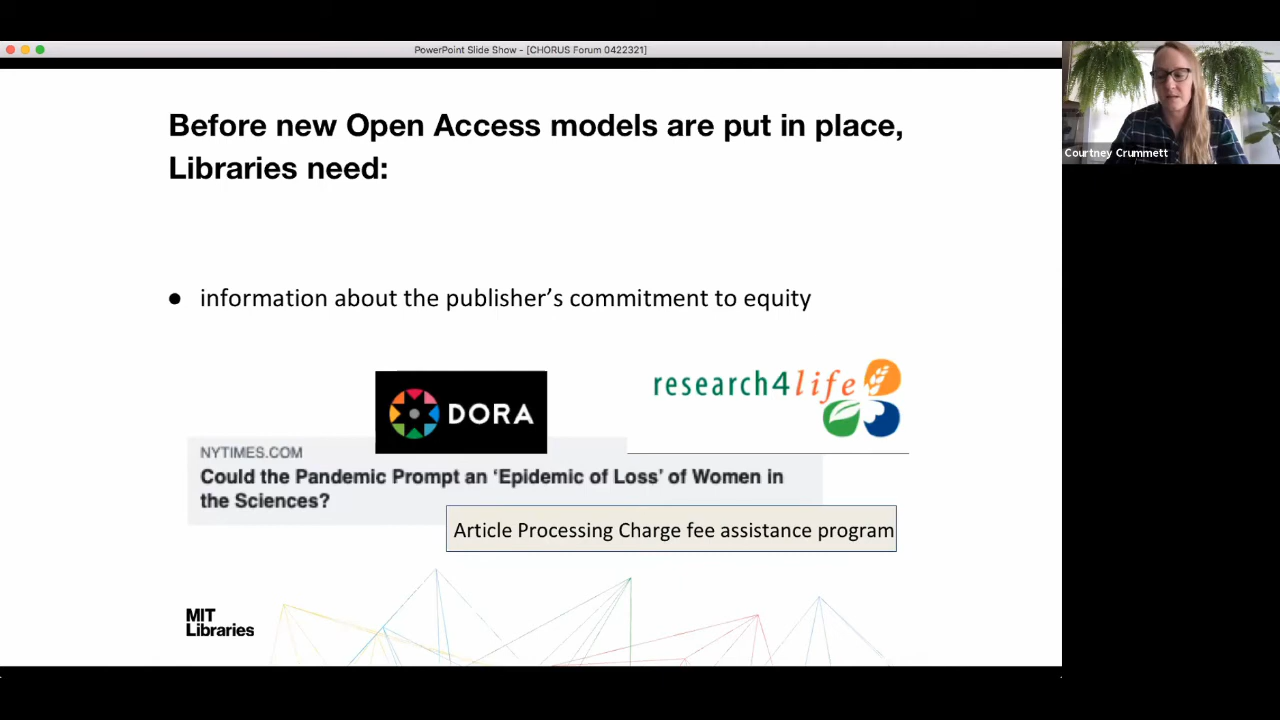 PowerPoint Slide Show - [CHORUS Forum 0422321]
Before new Open Access models are put in place,
Libraries need:
Courtney Crummett
● information about the publisher's commitment to equity
research4life
DORA
NYTIMES.COM
Could the Pandemic Prompt an 'Epidemic of Loss' of Women in
the Sciences?
Article Processing Charge fee assistance program
MIT
Libraries